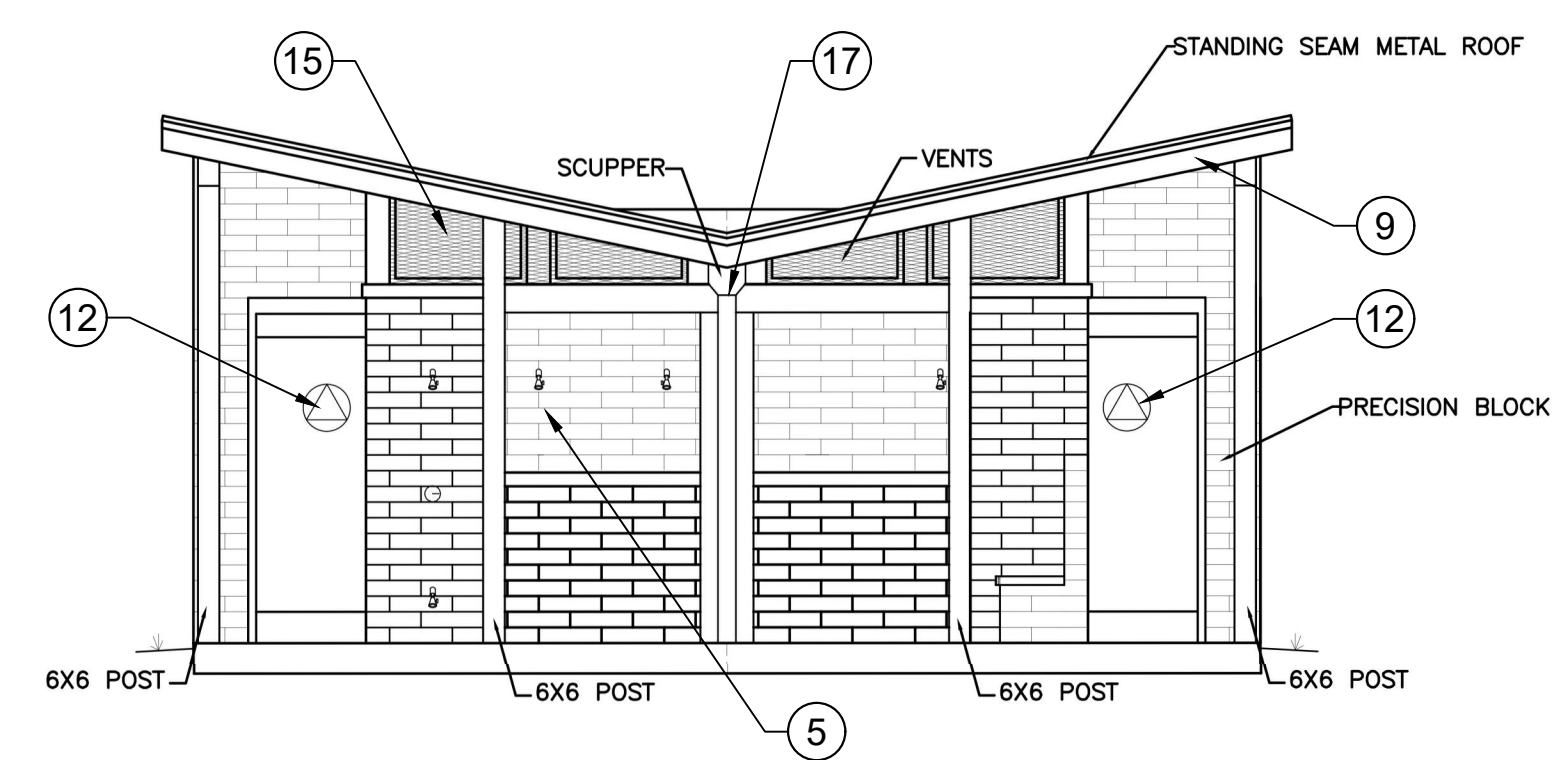 15
17
STANDING SEAM METAL ROOF
SCUPPER
VENTS
9
12
12
PRECISION BLOCK
6X6 POST
6X6 POST
6X6 POST
6X6 POST
5